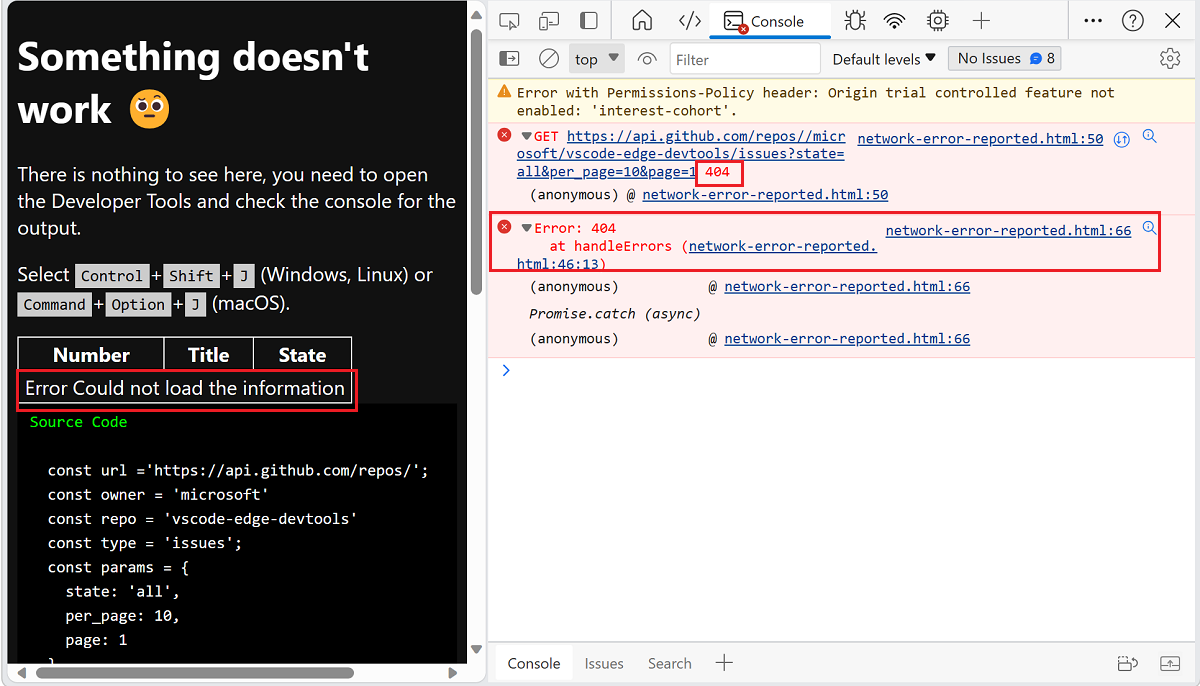 Something doesn't
work
There is nothing to see here, you need to open
the Developer Tools and check the console for the
output.
Select Control + Shift + J (Windows, Linux) or
Command + Option + J (macOS).
Number Title State
Error Could not load the information
Source Code
const url ='https://api.github.com/repos/';
const owner = 'microsoft'
const repo = 'vscode-edge-devtools'
const type = 'issues';
const params = {
state: 'all',
per_page: 10,
page: 1
}
Console
top Filter Default levels No Issues 8
Error with Permissions-Policy header: Origin trial controlled feature not
enabled: 'interest-cohort'.
GET https://api.github.com/repos//micr network-error-reported.html:50
osoft/vscode-edge-devtools/issues?state=
all&per_page=10&page=1 404
(anonymous) @ network-error-reported.html:50
Error: 404 network-error-reported.html:66
at handleErrors (network-error-reported.
html:46:13)
(anonymous) @ network-error-reported.html:66
Promise.catch (async)
(anonymous) @ network-error-reported.html:66
Console Issues Search